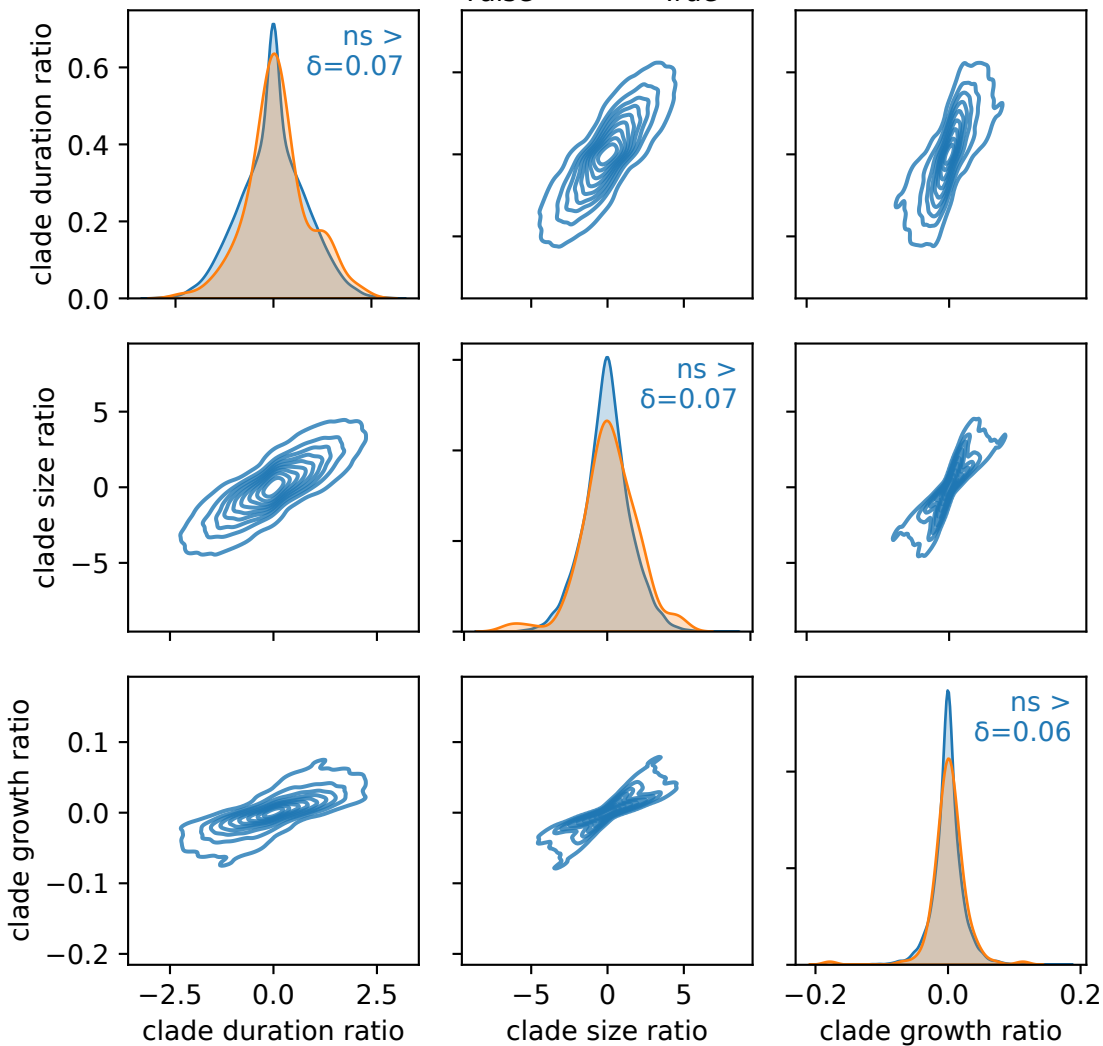 ns >
δ=0.07
clade duration ratio
0.6
0.4
0.2
0.0
ns >
δ=0.07
clade size ratio
5
0
−5
ns >
δ=0.06
clade growth ratio
0.1
0.0
−0.1
−0.2
−2.5 0.0 2.5 −5 0 5 −0.2 0.0 0.2
clade duration ratio clade size ratio clade growth ratio